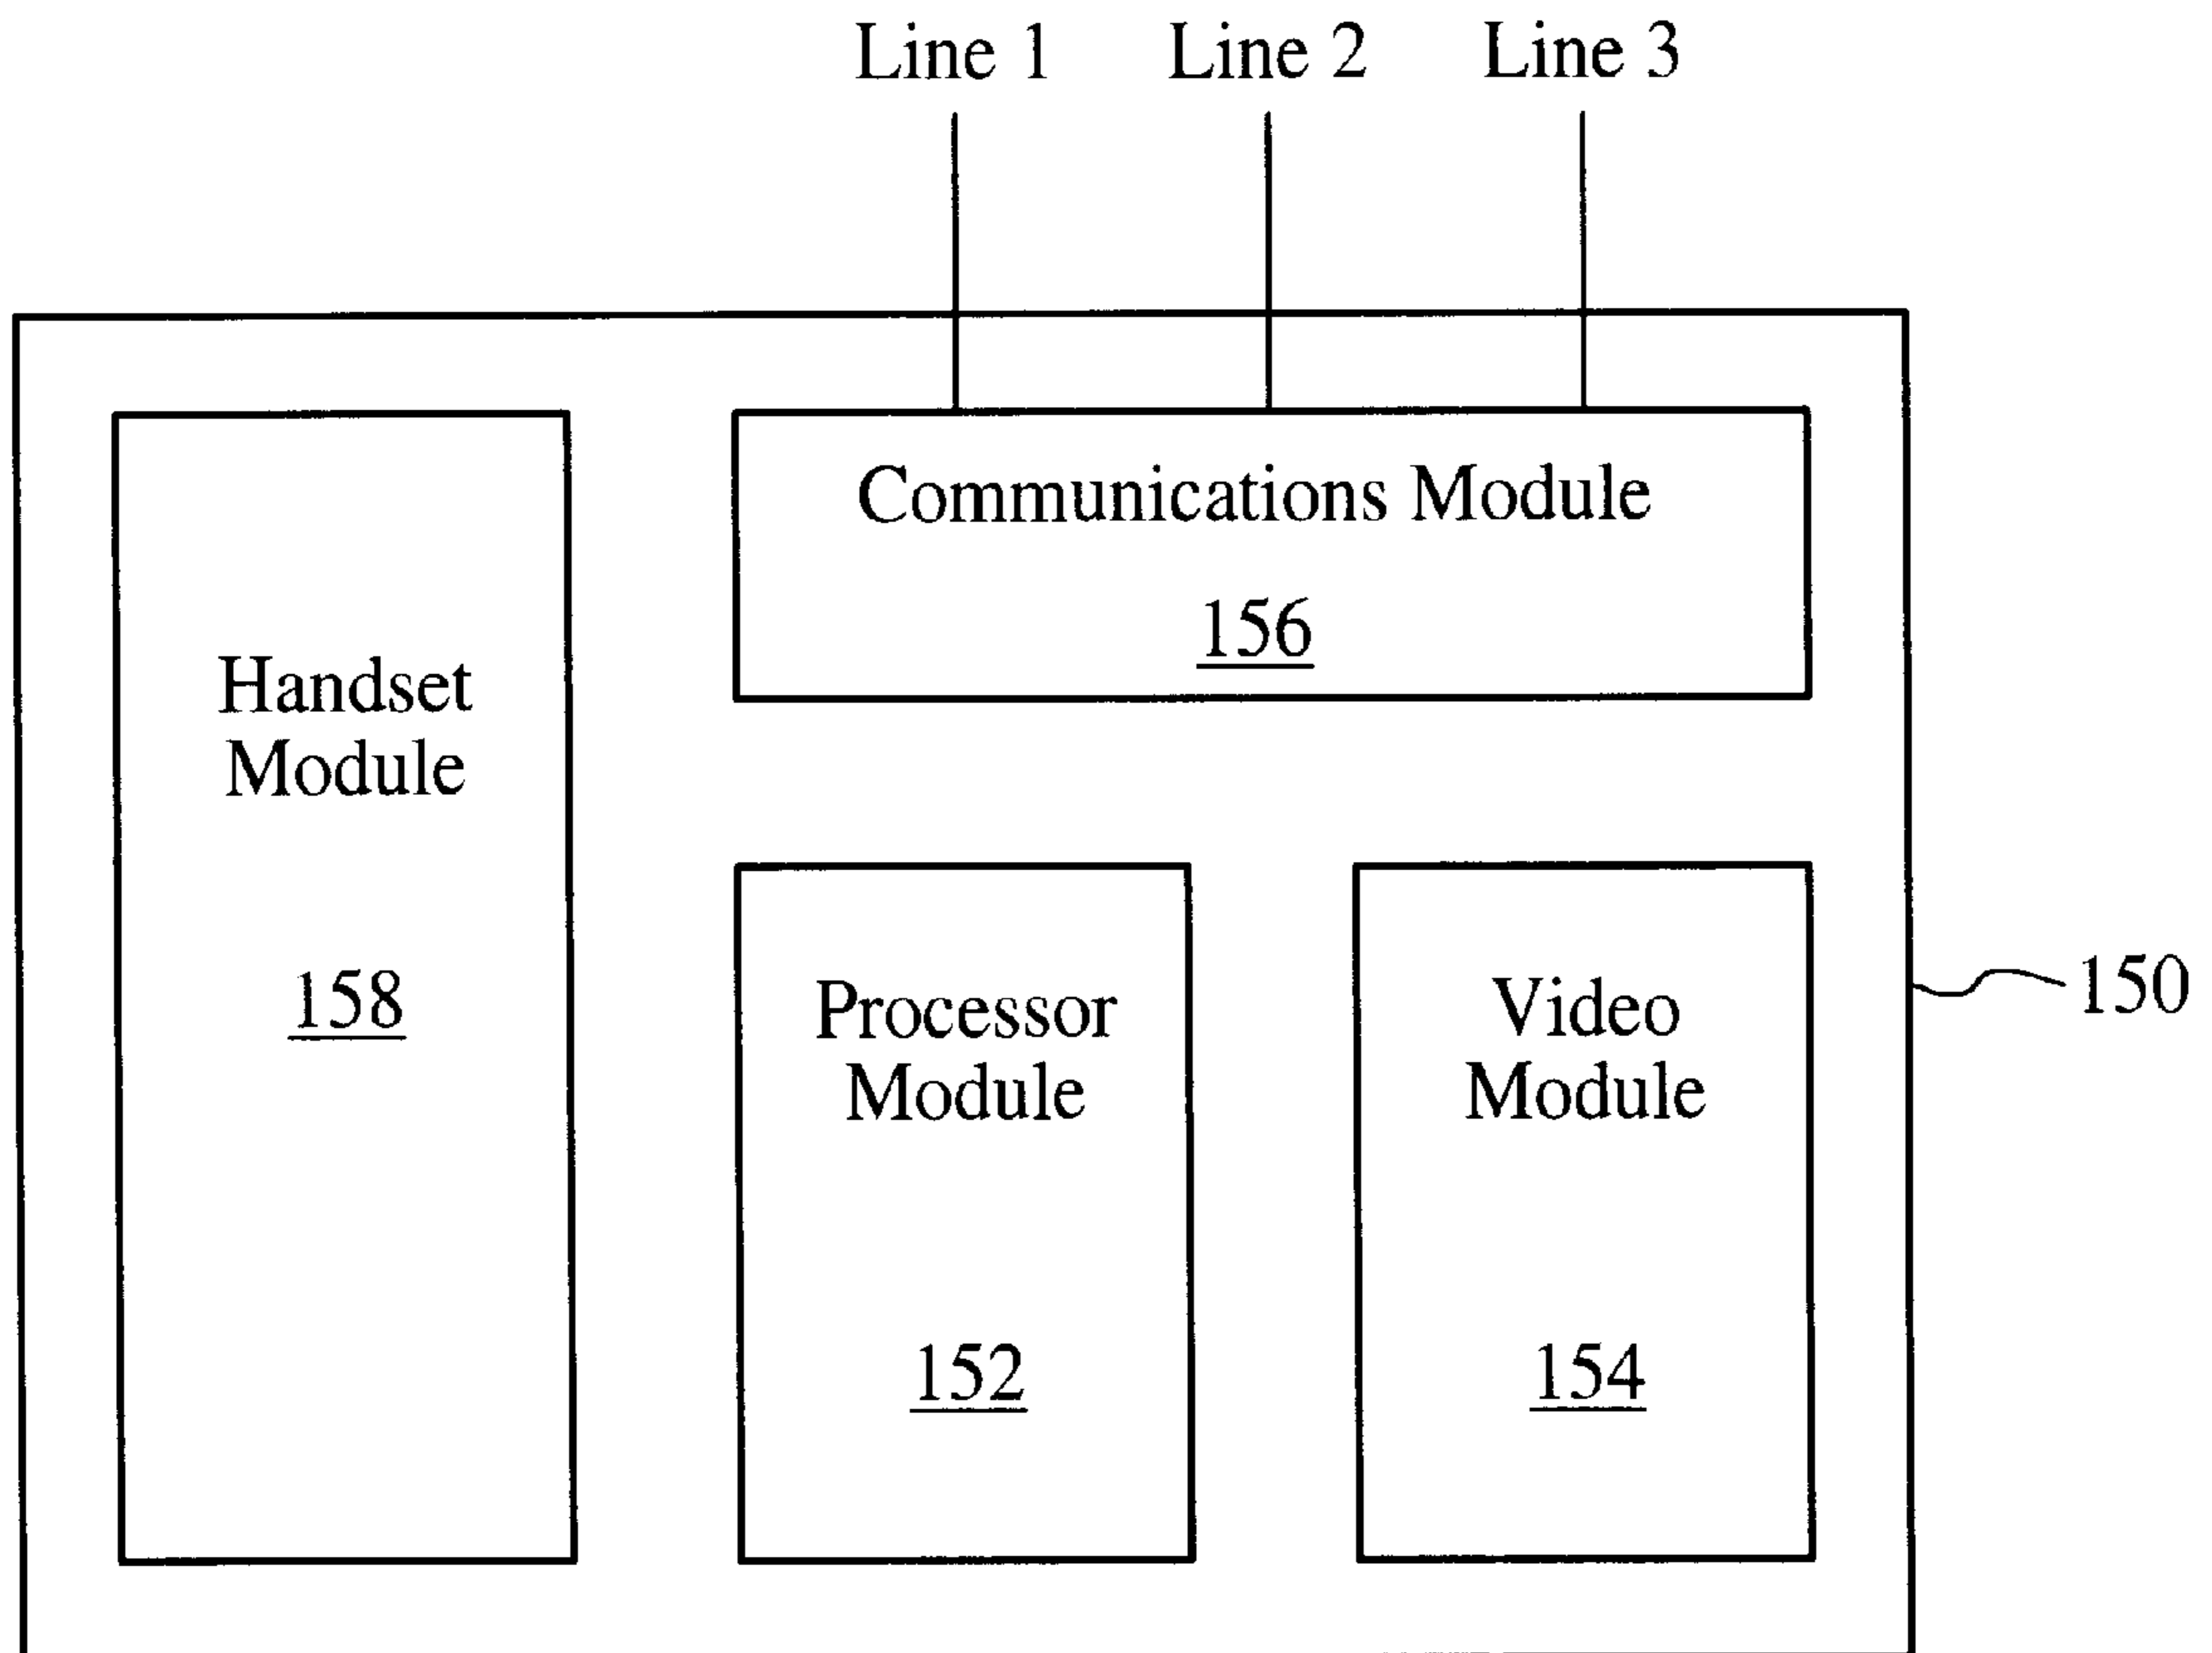 Line 1 Line 2 Line 3
Communications Module
156
Handset
Module
158
Processor
Module
152
Video
Module
154
150